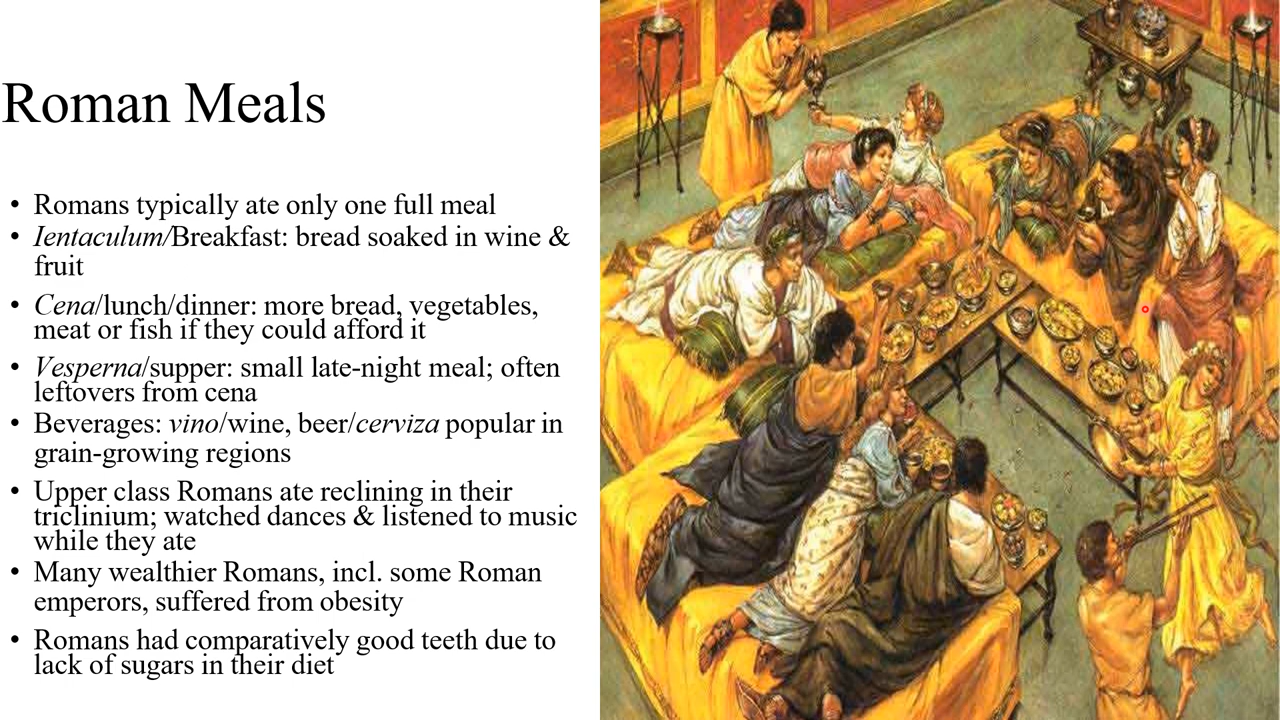 Roman Meals
• Romans typically ate only one full meal
• Ientaculum/Breakfast: bread soaked in wine &
fruit
• Cena/lunch/dinner: more bread, vegetables,
meat or fish if they could afford it
• Vesperna/supper: small late-night meal; often
leftovers from cena
• Beverages: vino/wine, beer/cerviza popular in
grain-growing regions
• Upper class Romans ate reclining in their
triclinium; watched dances & listened to music
while they ate
• Many wealthier Romans, incl. some Roman
emperors, suffered from obesity
• Romans had comparatively good teeth due to
lack of sugars in their diet